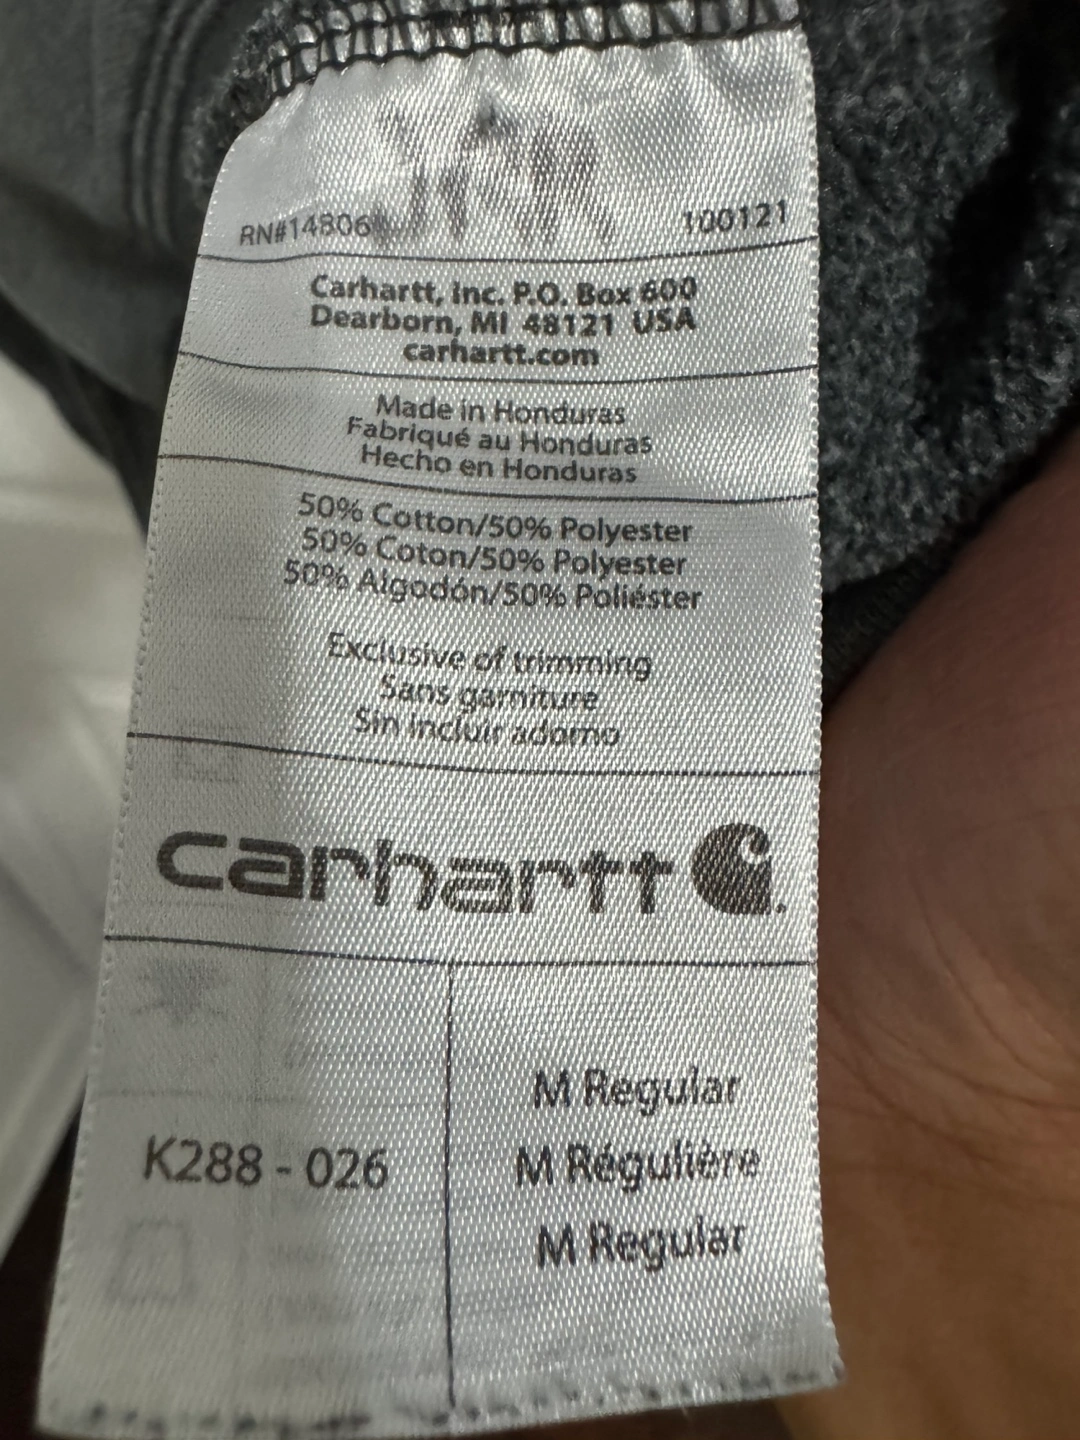 RN#14806
100121
Carhartt, Inc. P.O. Box 600
Dearborn, MI 48121 USA
carhartt.com
Made in Honduras
Fabriqué au Honduras
Hecho en Honduras
50% Cotton/50% Polyester
50% Coton/50% Polyester
50% Algodón/50% Poliéster
Exclusive of trimming
Sans garniture
Sin incluir adorno
carhartt
K288 - 026
M Regular
M Régulière
M Regular